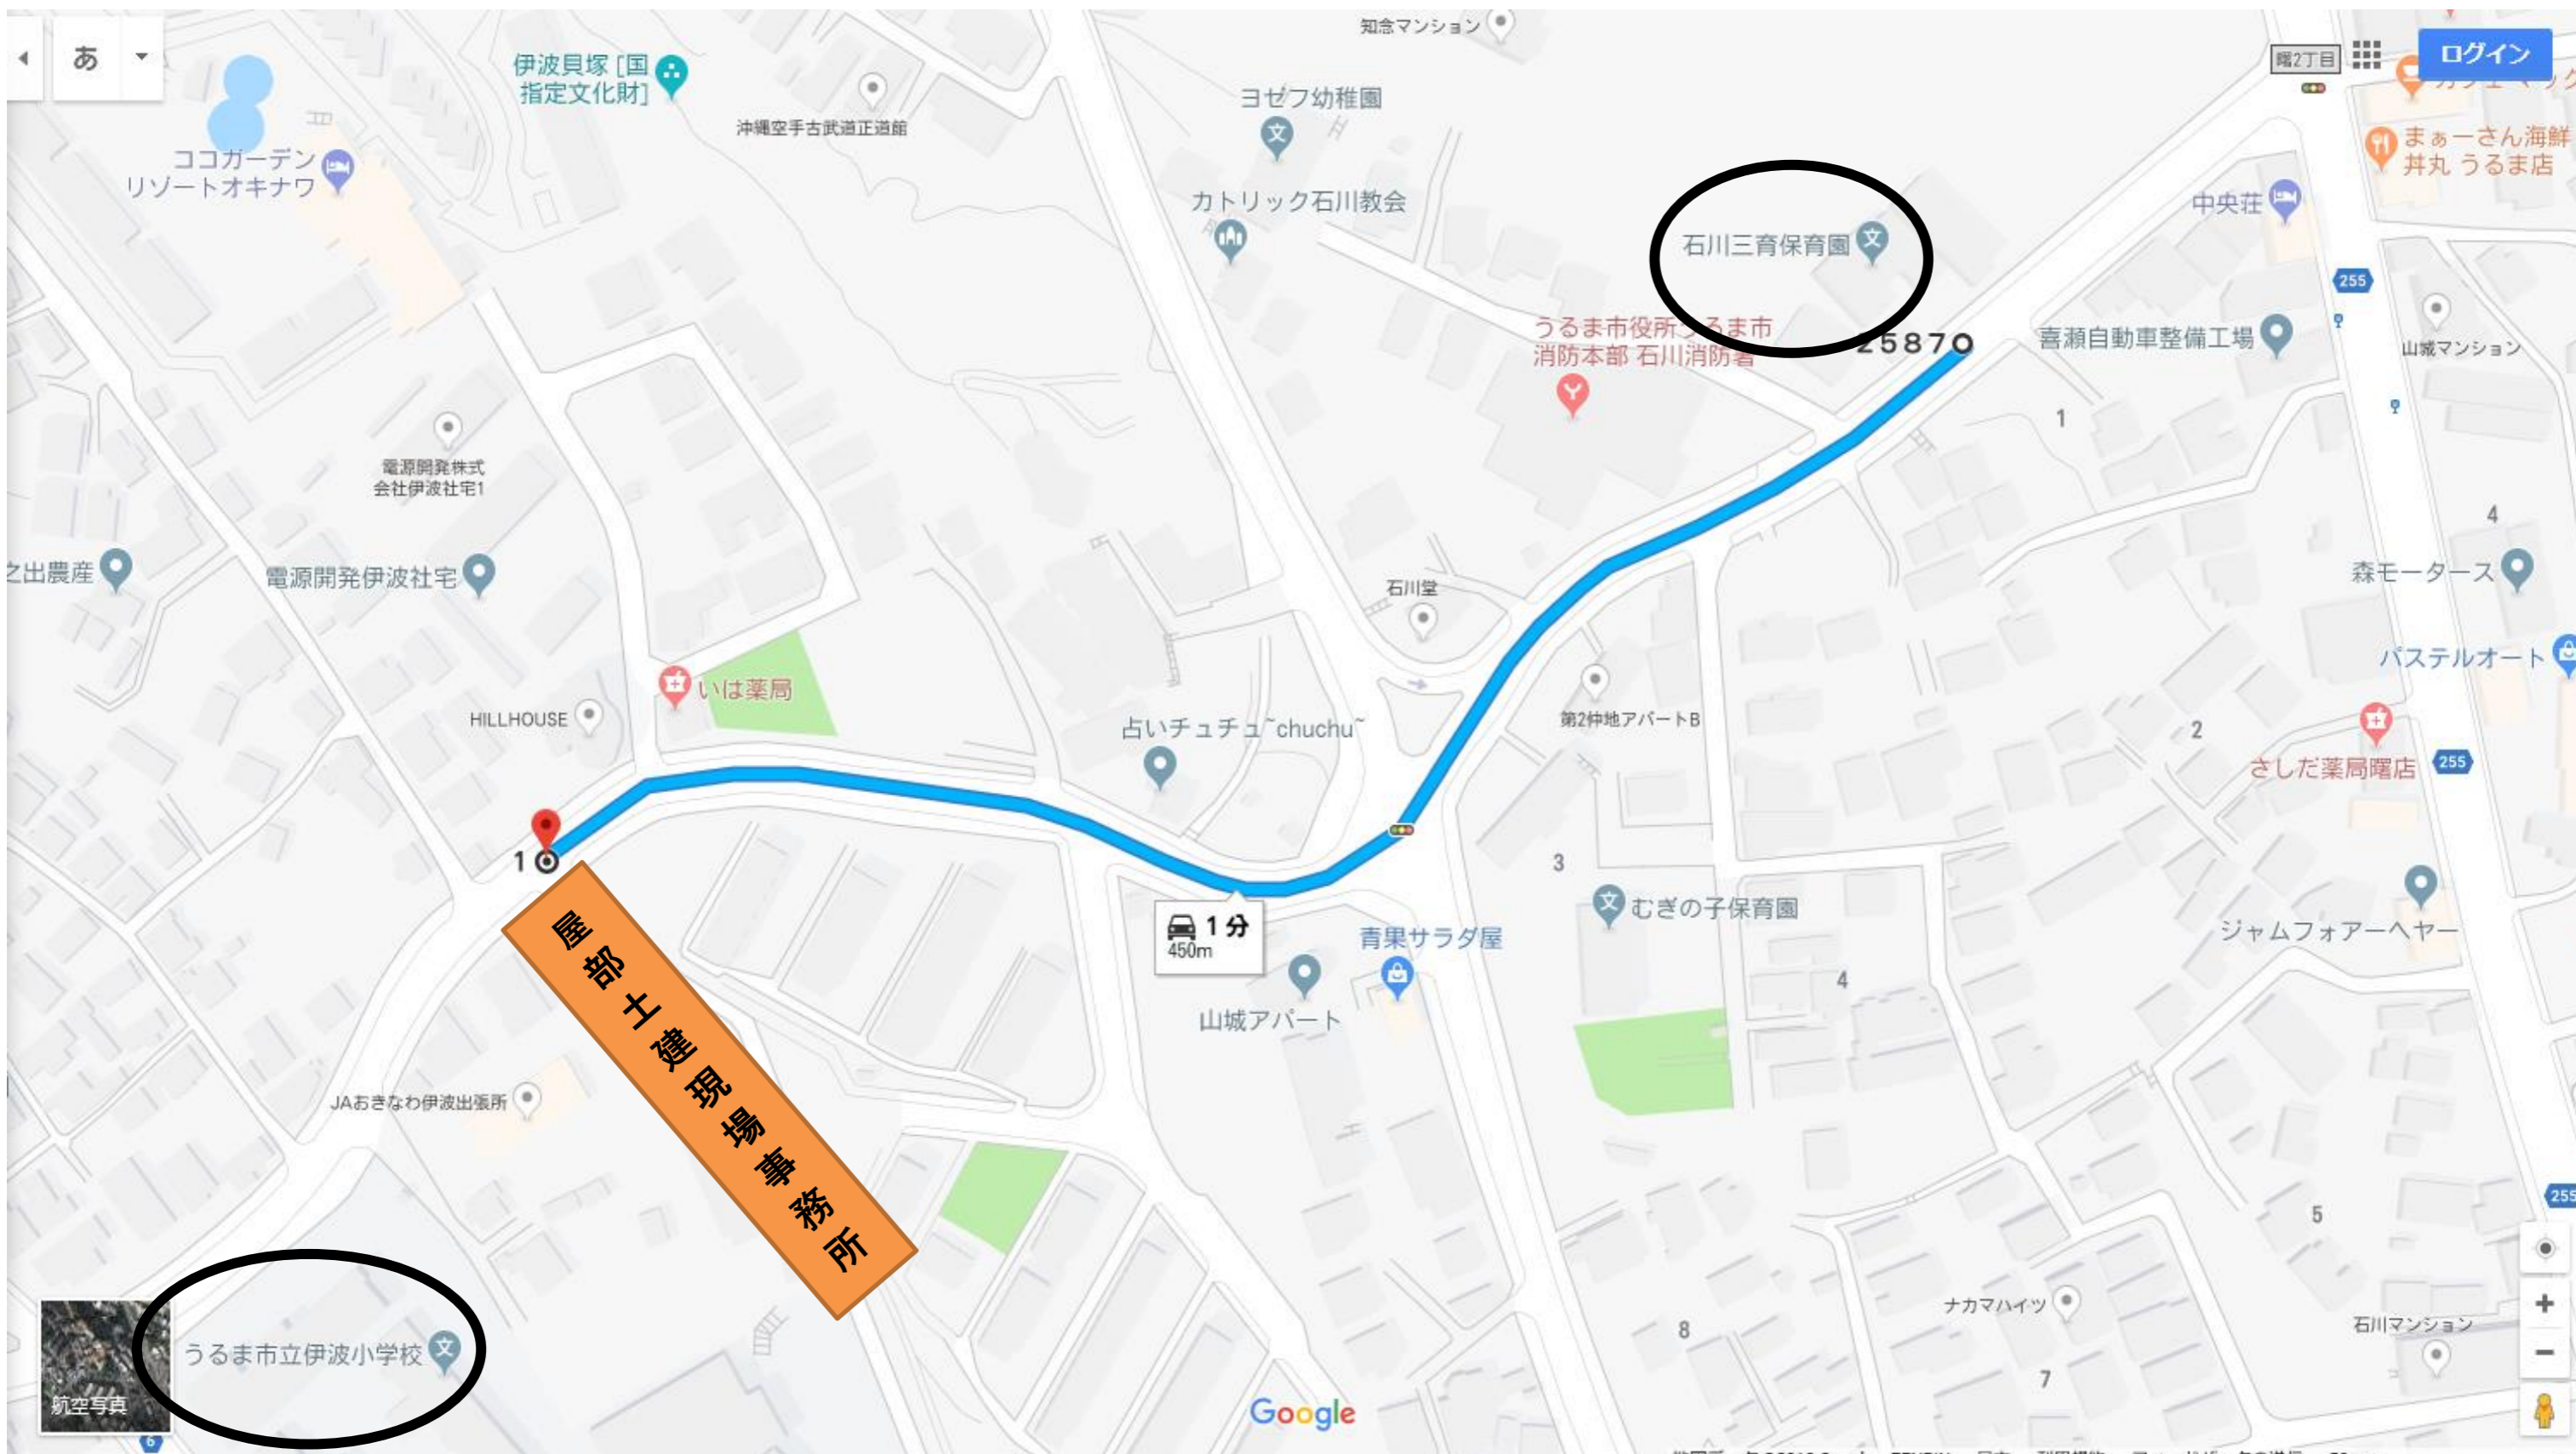 知念マンション
あ
伊波貝塚 [国
指定文化財]
曙2丁目
ログイン
沖縄空手古武道正道館
ヨゼフ幼稚園
まぁーさん海鮮
丼丸 うるま店
ココガーデン
リゾートオキナワ
カトリック石川教会
中央荘
石川三育保育園
255
うるま市役所うるま市
消防本部 石川消防署
25870
喜瀬自動車整備工場
山城マンション
1
電源開発株式
会社伊波社宅1
4
之出農産
電源開発伊波社宅
石川堂
森モータース
いは薬局
パステルオート
HILLHOUSE
占いチュチュ~chuchu~
第2仲地アパートB
2
さしだ薬局曙店
255
1
3
1 分
450m
むぎの子保育園
青果サラダ屋
ジャムフォアーヘヤー
4
山城アパート
屋部土建現場事務所
JAおきなわ伊波出張所
255
5
ナカマハイツ
8
石川マンション
うるま市立伊波小学校
7
航空写真
Google
6